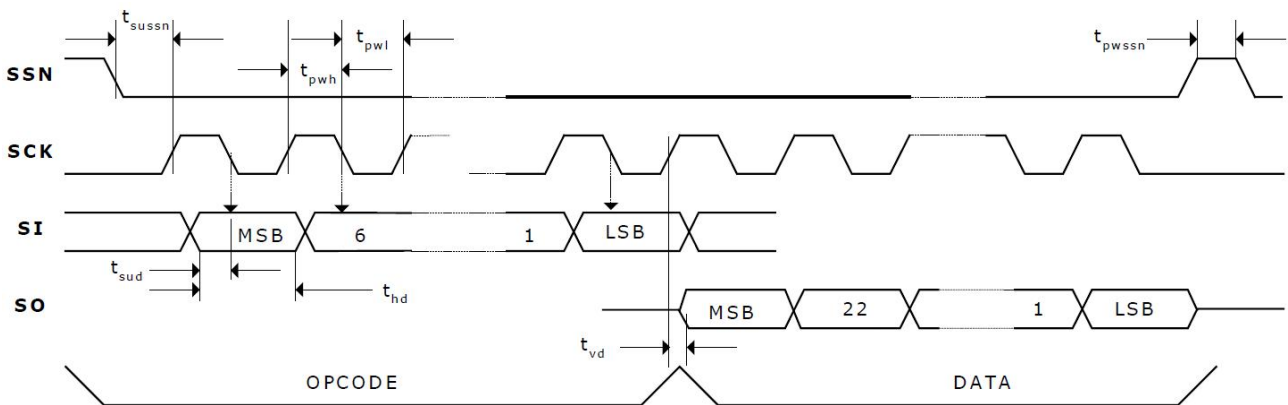 t_sussn
t_pwl
t_pwssn
t_pwh
SSN
SCK
SI
MSB 6 1 LSB
t_sud
t_hd
SO
MSB 22 1 LSB
t_vd
OPCODE DATA